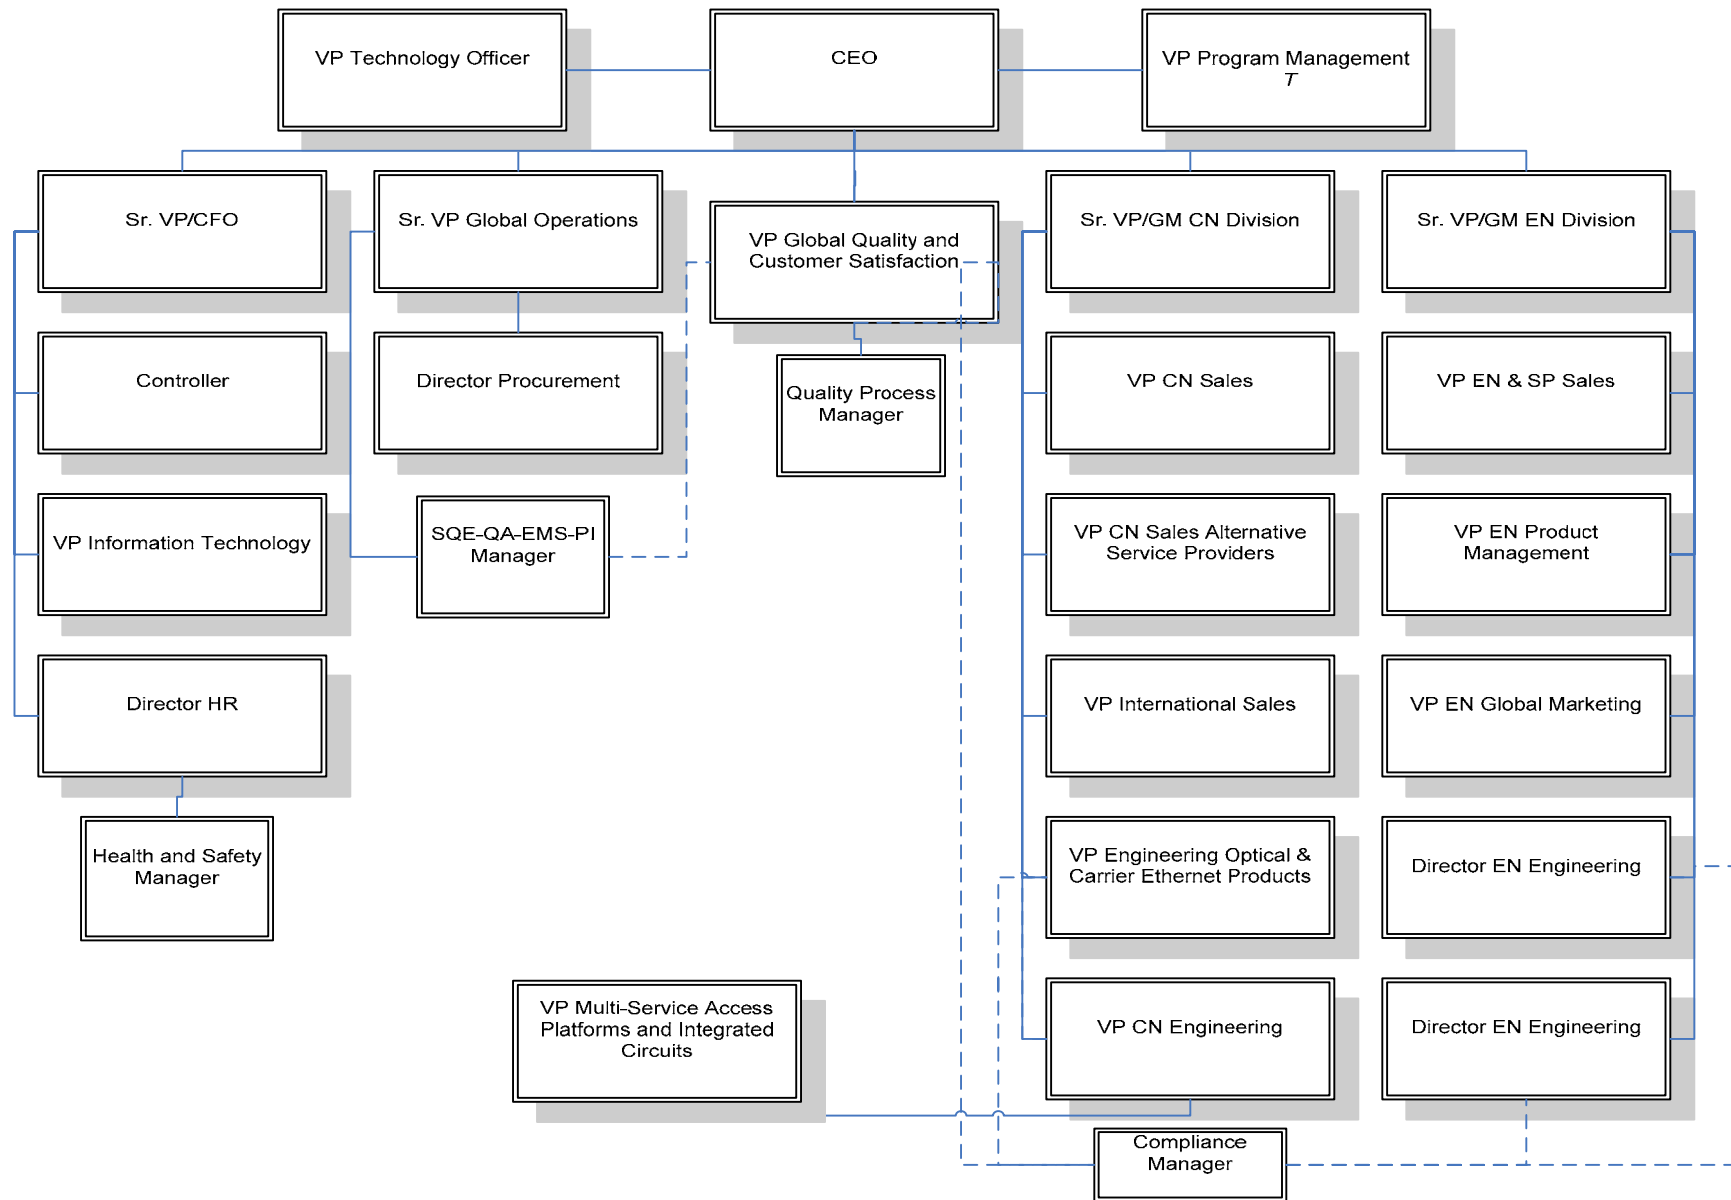 VP Technology Officer
CEO
VP Program Management
T
Sr. VP/CFO
Sr. VP Global Operations
VP Global Quality and
Customer Satisfaction
Sr. VP/GM CN Division
Sr. VP/GM EN Division
Controller
Director Procurement
Quality Process
Manager
VP CN Sales
VP EN & SP Sales
VP Information Technology
SQE-QA-EMS-PI
Manager
VP CN Sales Alternative
Service Providers
VP EN Product
Management
Director HR
VP International Sales
VP EN Global Marketing
Health and Safety
Manager
VP Engineering Optical &
Carrier Ethernet Products
Director EN Engineering
VP Multi-Service Access
Platforms and Integrated
Circuits
VP CN Engineering
Director EN Engineering
Compliance
Manager